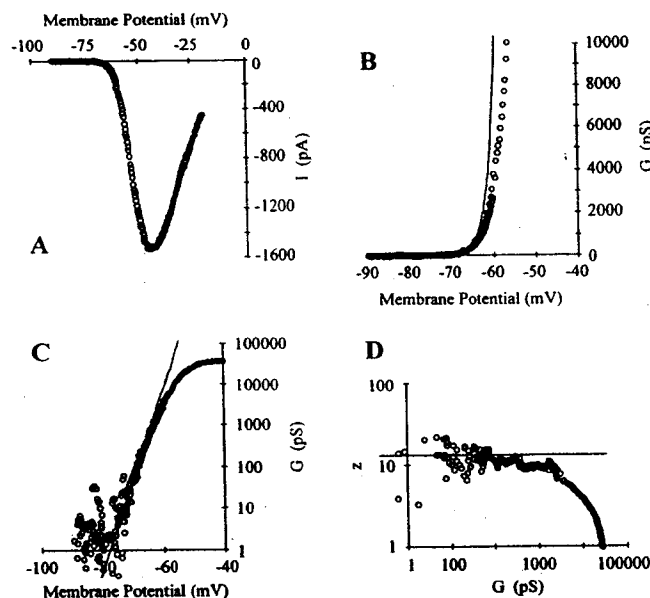 Membrane Potential (mV)
-100 -75 -50 -25 0
0
-400
-800
-1200
-1600
I (pA)
A
B
10000
8000
6000
4000
2000
0
G (pS)
-90 -80 -70 -60 -50 -40
Membrane Potential (mV)
C
100000
10000
1000
100
10
1
G (pS)
-100 -80 -60 -40
Membrane Potential (mV)
D
100
10
1
z
1 100 1000 100000
G (pS)